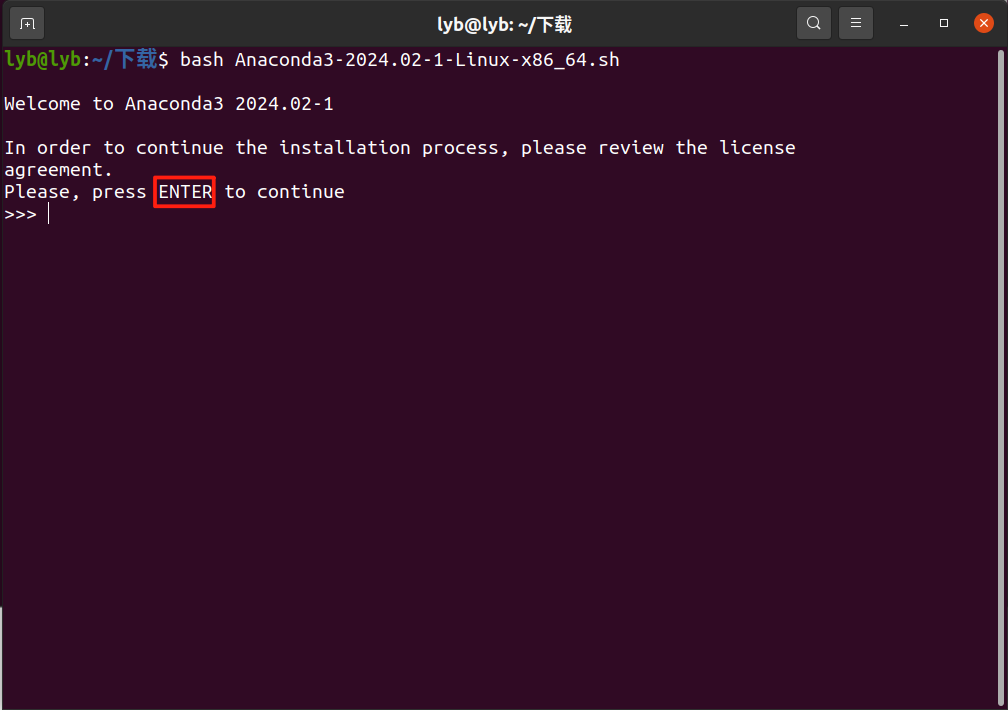 lyb@lyb: ~/下载
lyb@lyb:~/下载$ bash Anaconda3-2024.02-1-Linux-x86_64.sh
Welcome to Anaconda3 2024.02-1
In order to continue the installation process, please review the license
agreement.
Please, press ENTER to continue
>>>